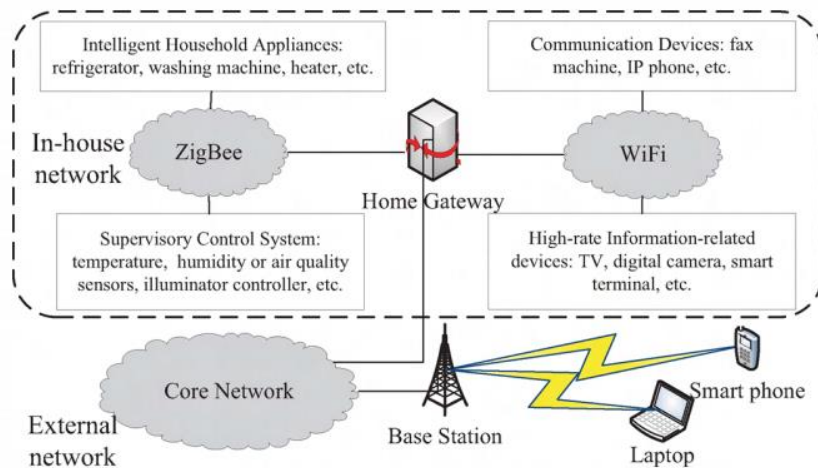 Intelligent Household Appliances:
refrigerator, washing machine, heater, etc.
Communication Devices: fax
machine, IP phone, etc.
In-house
network
ZigBee
WiFi
Home Gateway
Supervisory Control System:
temperature, humidity or air quality
sensors, illuminator controller, etc.
High-rate Information-related
devices: TV, digital camera, smart
terminal, etc.
Core Network
External
network
Base Station
Smart phone
Laptop